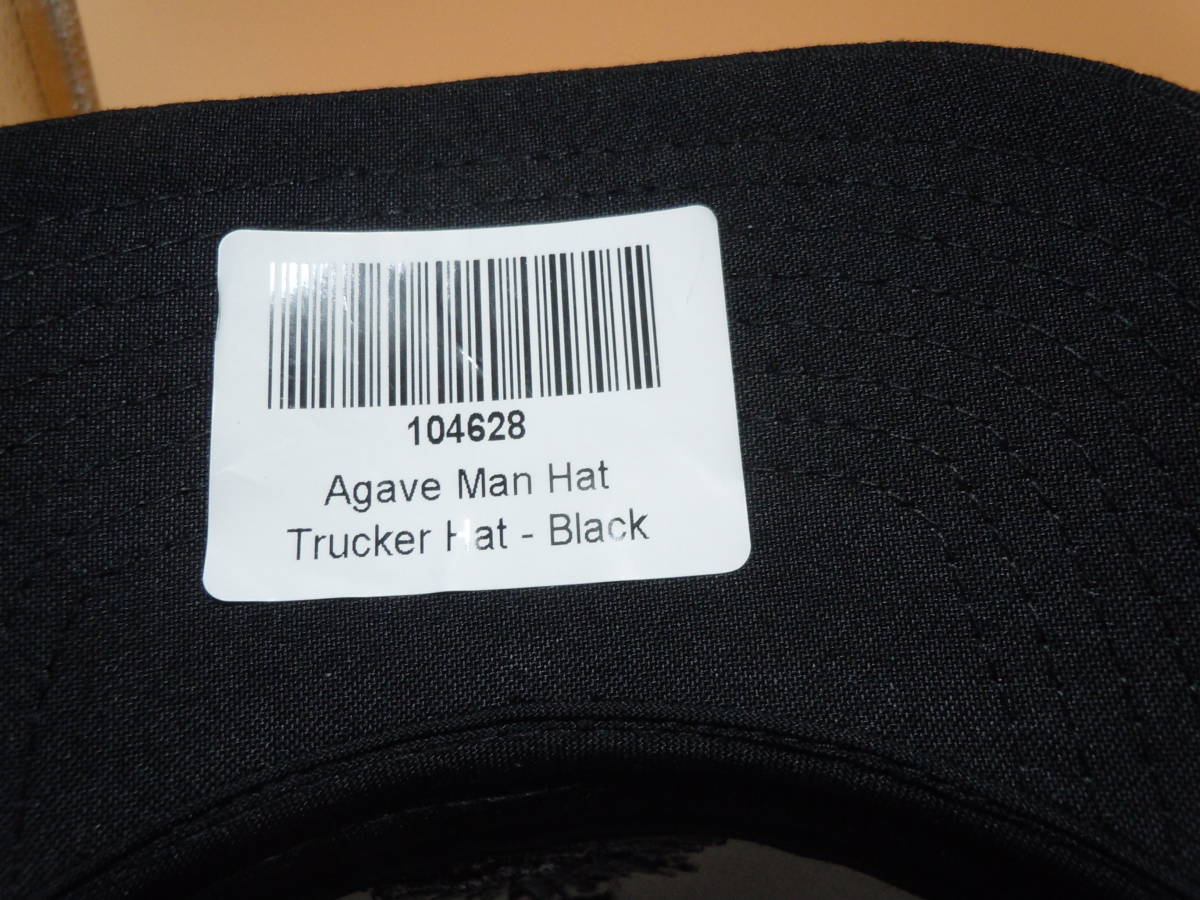 104628
Agave Man Hat
Trucker Hat - Black